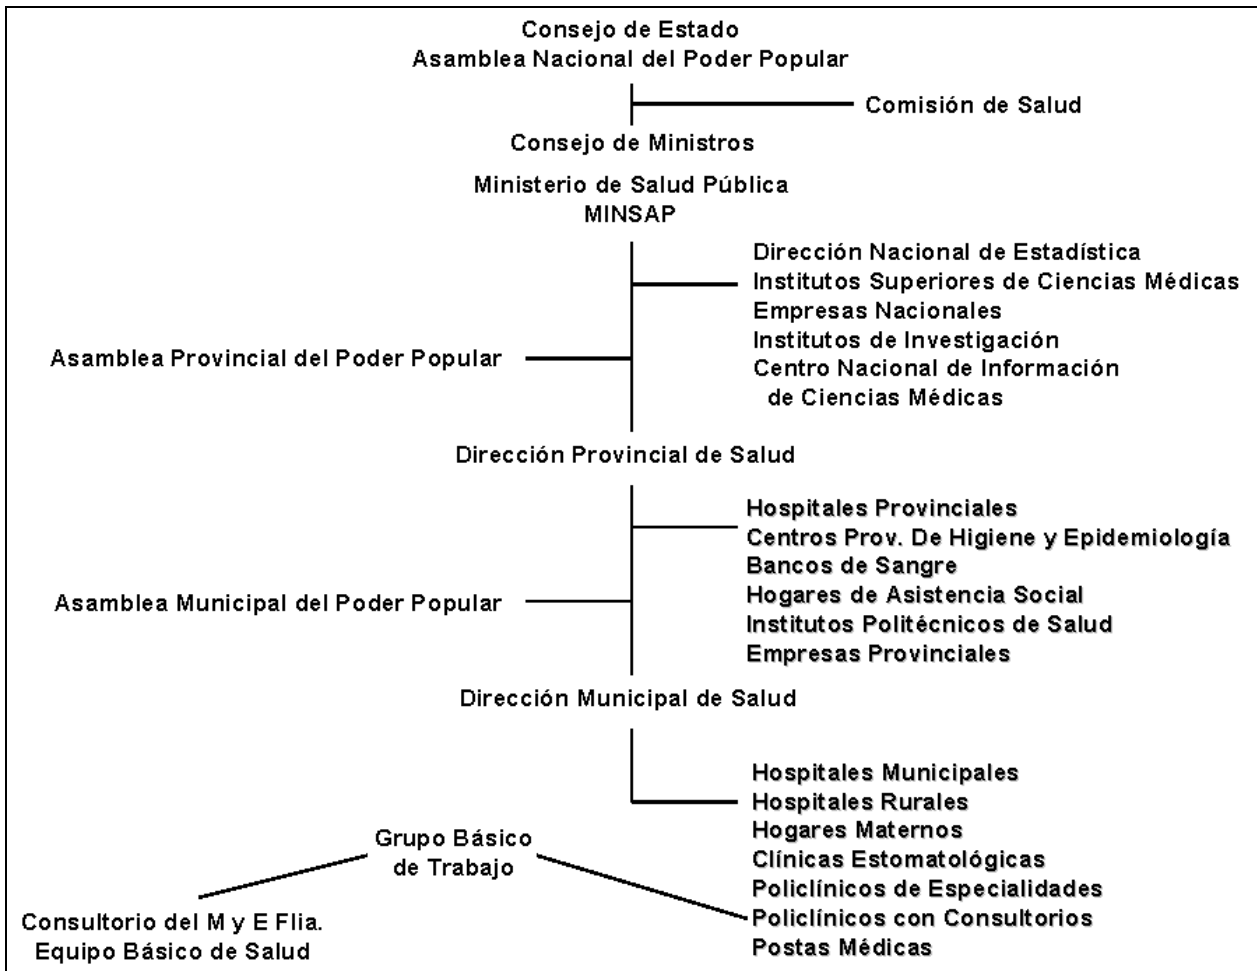 Consejo de Estado
Asamblea Nacional del Poder Popular
Comisión de Salud
Consejo de Ministros
Ministerio de Salud Pública
MINSAP
Dirección Nacional de Estadística
Institutos Superiores de Ciencias Médicas
Empresas Nacionales
Institutos de Investigación
Centro Nacional de Información
de Ciencias Médicas
Asamblea Provincial del Poder Popular
Dirección Provincial de Salud
Hospitales Provinciales
Centros Prov. De Higiene y Epidemiología
Bancos de Sangre
Hogares de Asistencia Social
Institutos Politécnicos de Salud
Empresas Provinciales
Asamblea Municipal del Poder Popular
Dirección Municipal de Salud
Hospitales Municipales
Hospitales Rurales
Hogares Maternos
Clínicas Estomatológicas
Policlínicos de Especialidades
Policlínicos con Consultorios
Postas Médicas
Grupo Básico
de Trabajo
Consultorio del M y E Flia.
Equipo Básico de Salud